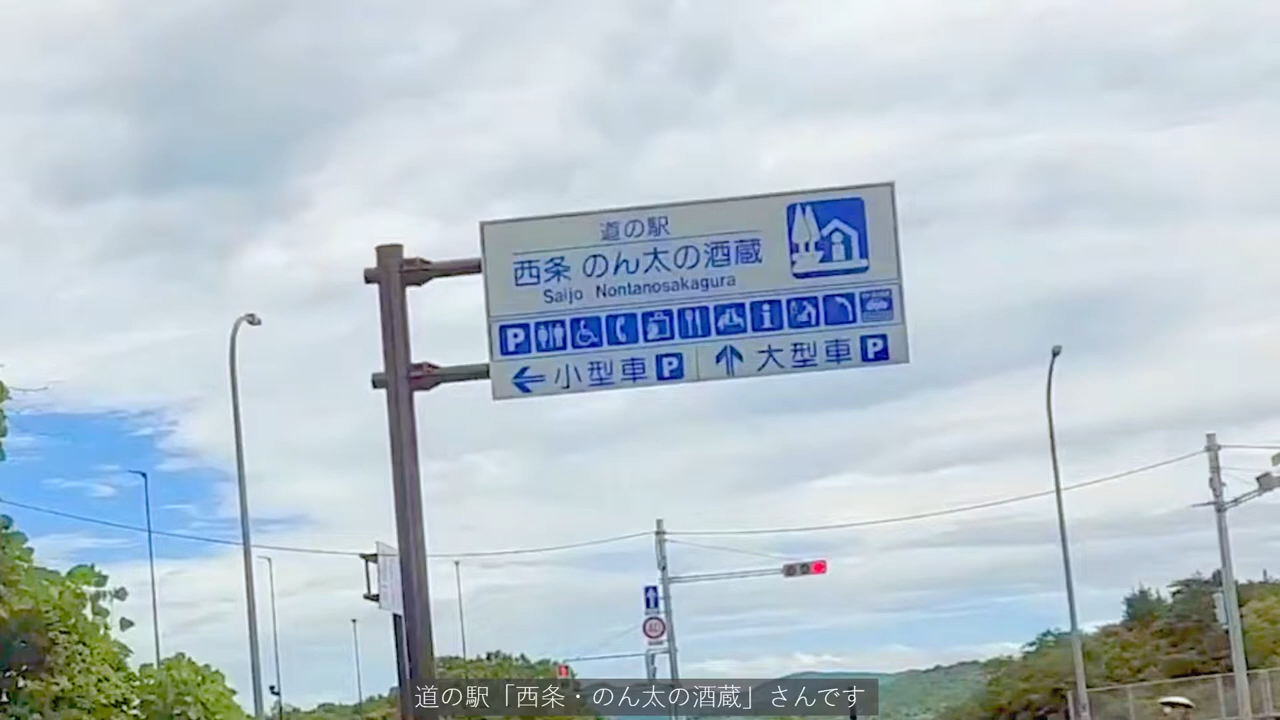 道の駅
西条 のん太の酒蔵
Saijo Nontanosakagura
P
小型車 P
大型車 P
道の駅「西条・のん太の酒蔵」さんです